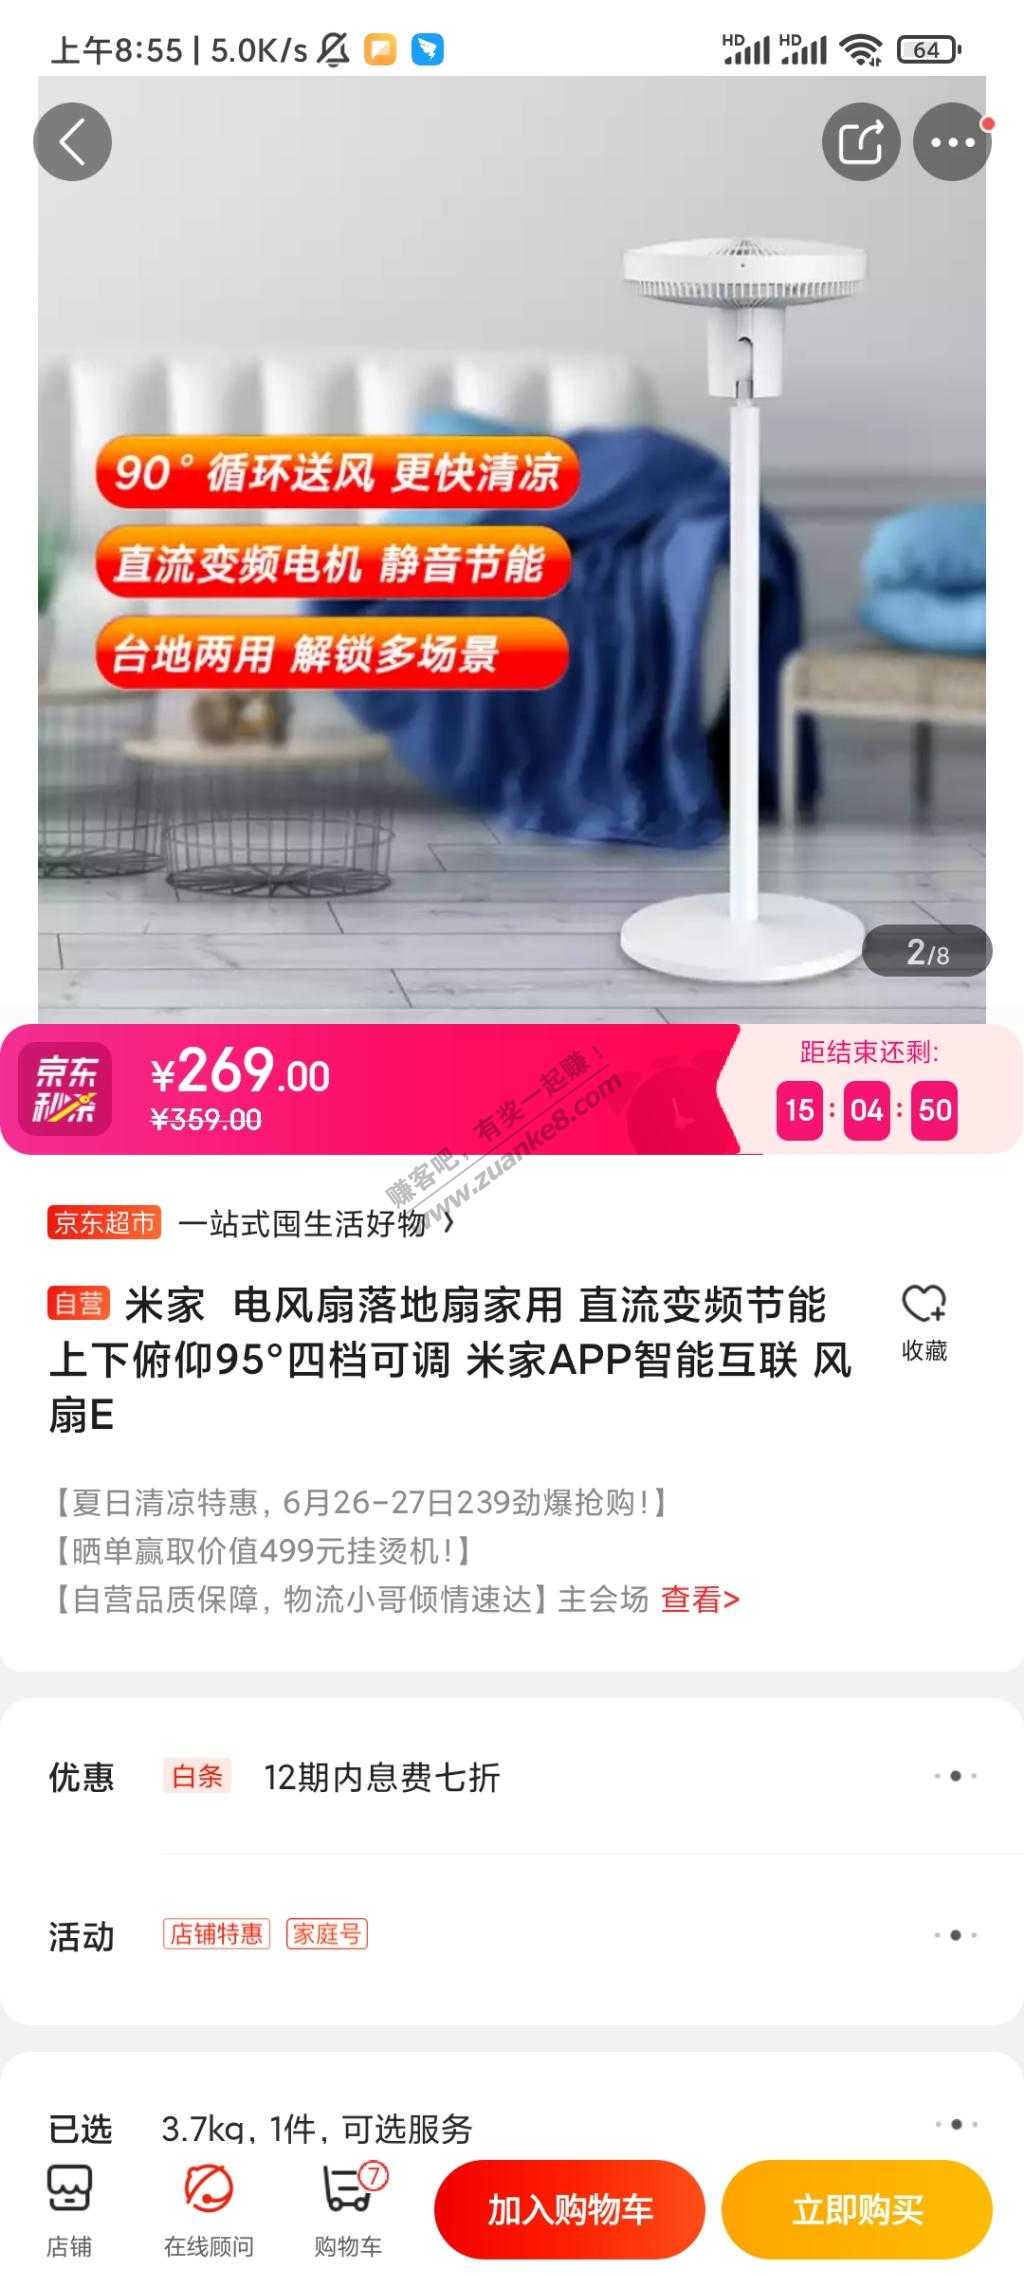 上午8:55 | 5.0K/s
HD HD 64
90°循环送风 更快清凉
直流变频电机 静音节能
台地两用 解锁多场景
2/8
京东
秒杀
¥269.00
¥359.00
距结束还剩:
15 : 04 : 50
赚客吧，有奖一起赚！
www.zuanke8.com
京东超市 一站式囤生活好物 >
自营 米家 电风扇落地扇家用 直流变频节能
上下俯仰95°四档可调 米家APP智能互联 风
扇E
收藏
【夏日清凉特惠，6月26-27日239劲爆抢购！】
【晒单赢取价值499元挂烫机！】
【自营品质保障，物流小哥倾情速达】主会场 查看>
优惠 白条 12期内息费七折
活动 店铺特惠 家庭号
已选 3.7kg，1件，可选服务
7
店铺 在线顾问 购物车 加入购物车 立即购买